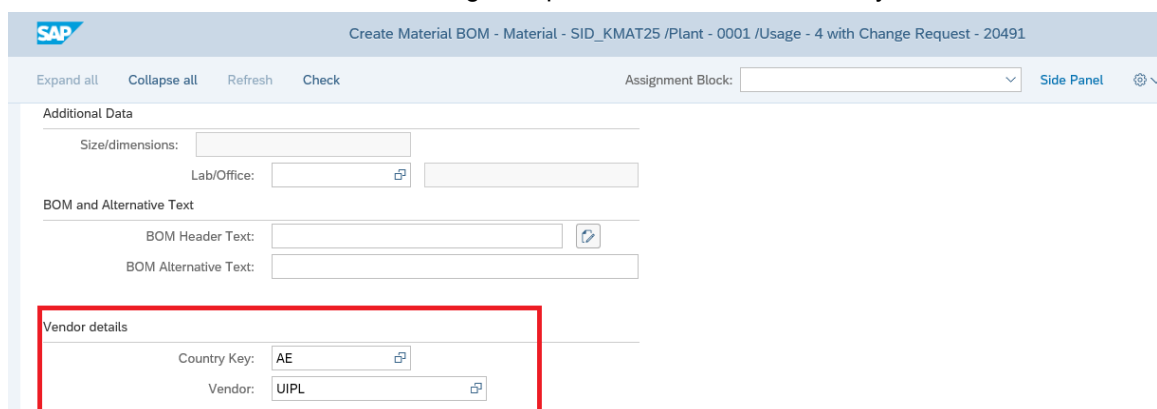 SAP
Create Material BOM - Material - SID_KMAT25 /Plant - 0001 /Usage - 4 with Change Request - 20491
Expand all Collapse all Refresh Check Assignment Block: Side Panel
Additional Data
Size/dimensions:
Lab/Office:
BOM and Alternative Text
BOM Header Text:
BOM Alternative Text:
Vendor details
Country Key: AE
Vendor: UIPL